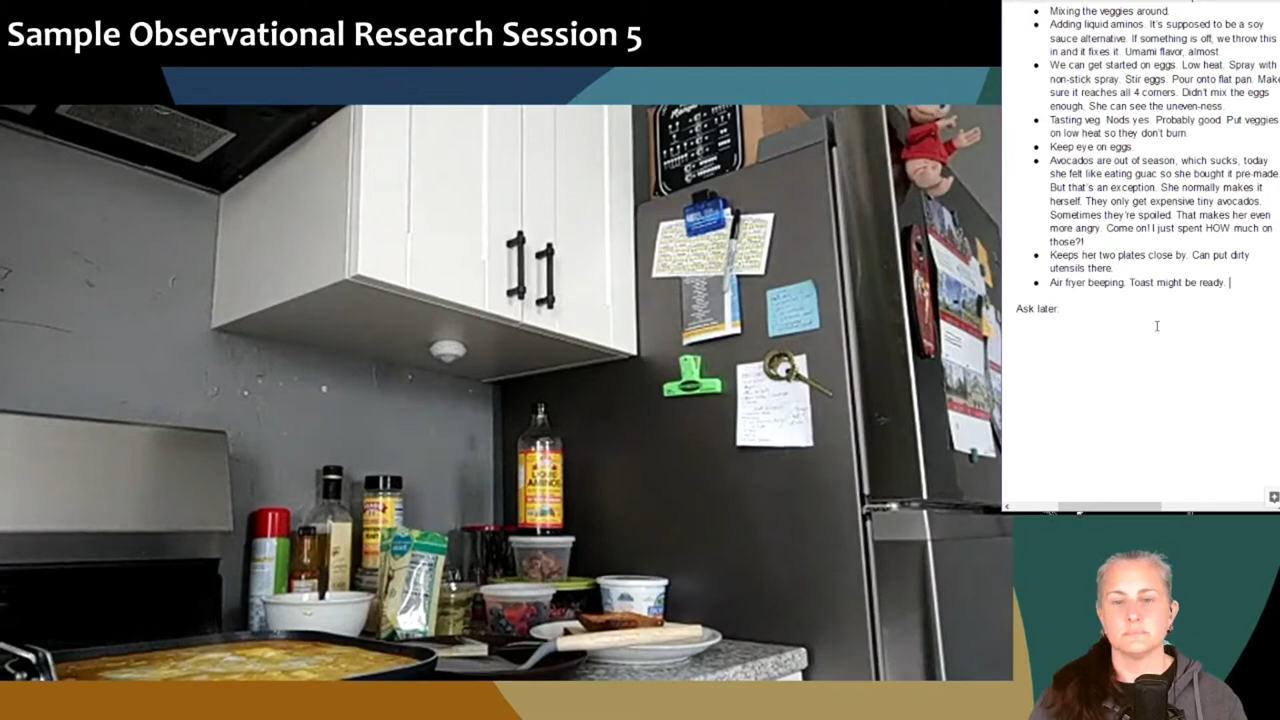 Sample Observational Research Session 5
Mixing the veggies around.
Adding liquid aminos. It's supposed to be a soy
sauce alternative. If something is off, we throw this
in and it fixes it. Umami flavor, almost.
We can get started on eggs. Low heat. Spray with
non-stick spray. Stir eggs. Pour onto flat pan. Make
sure it reaches all 4 corners. Didn't mix the eggs
enough. She can see the uneven-ness.
Tasting veg. Nods yes. Probably good. Put veggies
on low heat so they don't burn.
Keep eye on eggs.
Avocados are out of season, which sucks, today
she felt like eating guac so she bought it pre-made.
But that's an exception. She normally makes it
herself. They only get expensive tiny avocados.
Sometimes they're spoiled. That makes her even
more angry. Come on! I just spent HOW much on
those?!
Keeps her two plates close by. Can put dirty
utensils there.
Air fryer beeping. Toast might be ready.
Ask later:
LIQUID
AMINOS